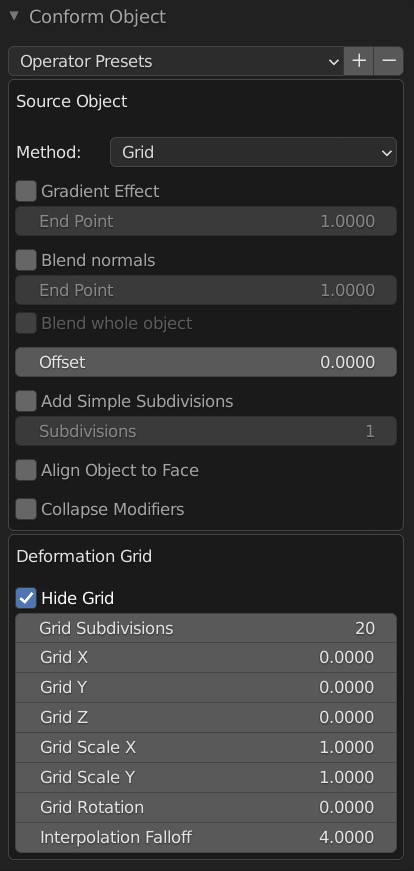 Conform Object
Operator Presets
Source Object
Method: Grid
Gradient Effect
End Point 1.0000
Blend normals
End Point 1.0000
Blend whole object
Offset 0.0000
Add Simple Subdivisions
Subdivisions 1
Align Object to Face
Collapse Modifiers
Deformation Grid
Hide Grid
Grid Subdivisions 20
Grid X 0.0000
Grid Y 0.0000
Grid Z 0.0000
Grid Scale X 1.0000
Grid Scale Y 1.0000
Grid Rotation 0.0000
Interpolation Falloff 4.0000